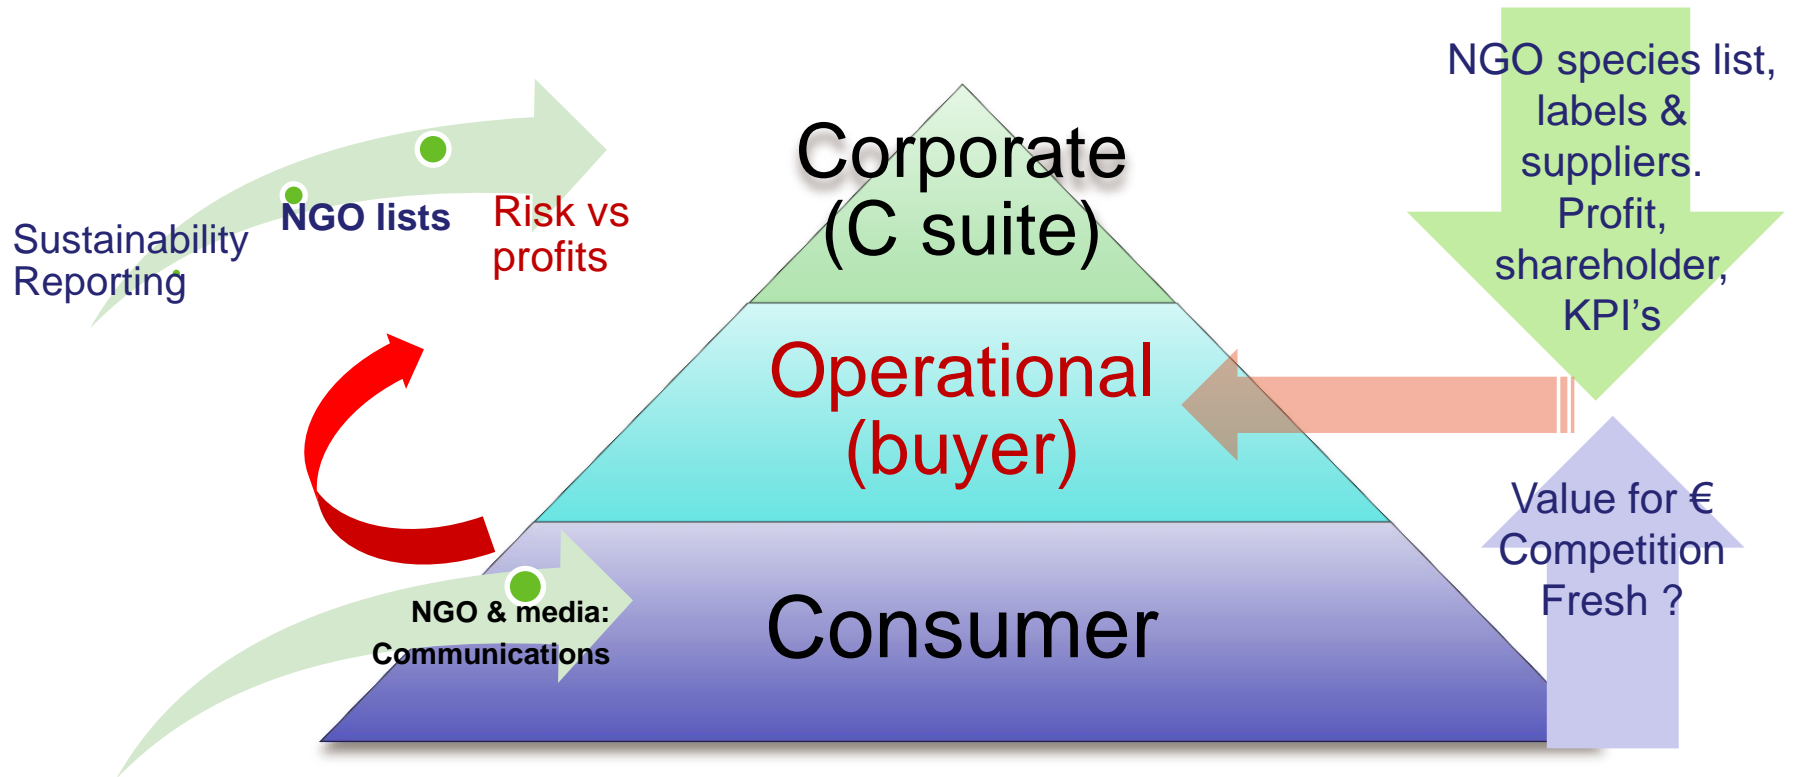 Sustainability
Reporting
NGO lists
Risk vs
profits
Corporate
(C suite)
NGO species list,
labels &
suppliers.
Profit,
shareholder,
KPI’s
Operational
(buyer)
Value for €
Competition
Fresh ?
NGO & media:
Communications
Consumer